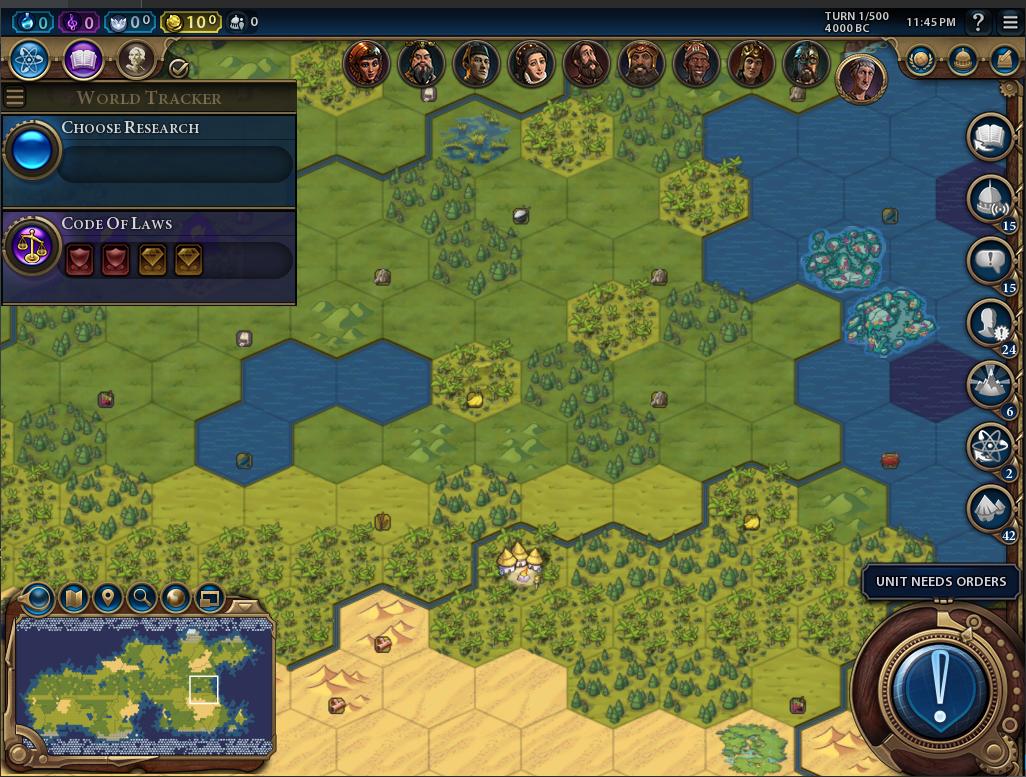 0 0 0⁰ 10⁰ 0
TURN 1/500
4000 BC
11:45 PM ?
WORLD TRACKER
CHOOSE RESEARCH
CODE OF LAWS
15
15
24
6
2
42
UNIT NEEDS ORDERS